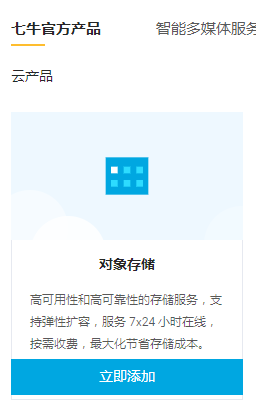 七牛官方产品 智能多媒体服务
云产品
对象存储
高可用性和高可靠性的存储服务，支
持弹性扩容，服务 7x24 小时在线，
按需收费，最大化节省存储成本。
立即添加